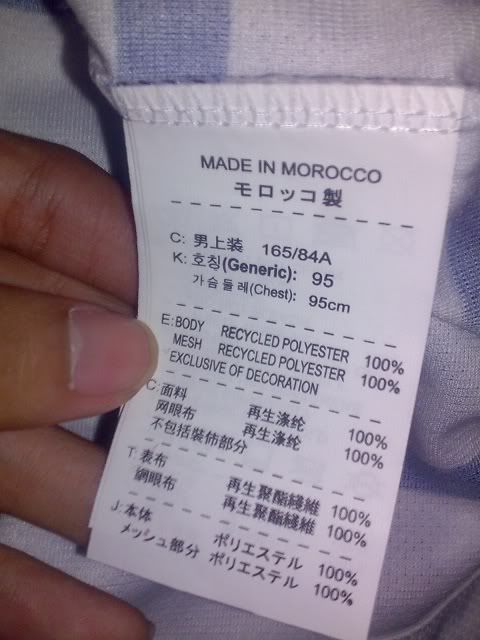 MADE IN MOROCCO
モロッコ製
C: 男上装 165/84A
K: 호칭(Generic): 95
가슴둘레(Chest): 95cm
E: BODY RECYCLED POLYESTER 100%
MESH RECYCLED POLYESTER 100%
EXCLUSIVE OF DECORATION
C: 面料 再生涤纶 100%
网眼布 再生涤纶 100%
不包括裝佈部分
T: 表布 再生聚酯纖維 100%
網眼布 再生聚酯纖維 100%
J: 本体 ポリエステル 100%
メッシュ部分 ポリエステル 100%